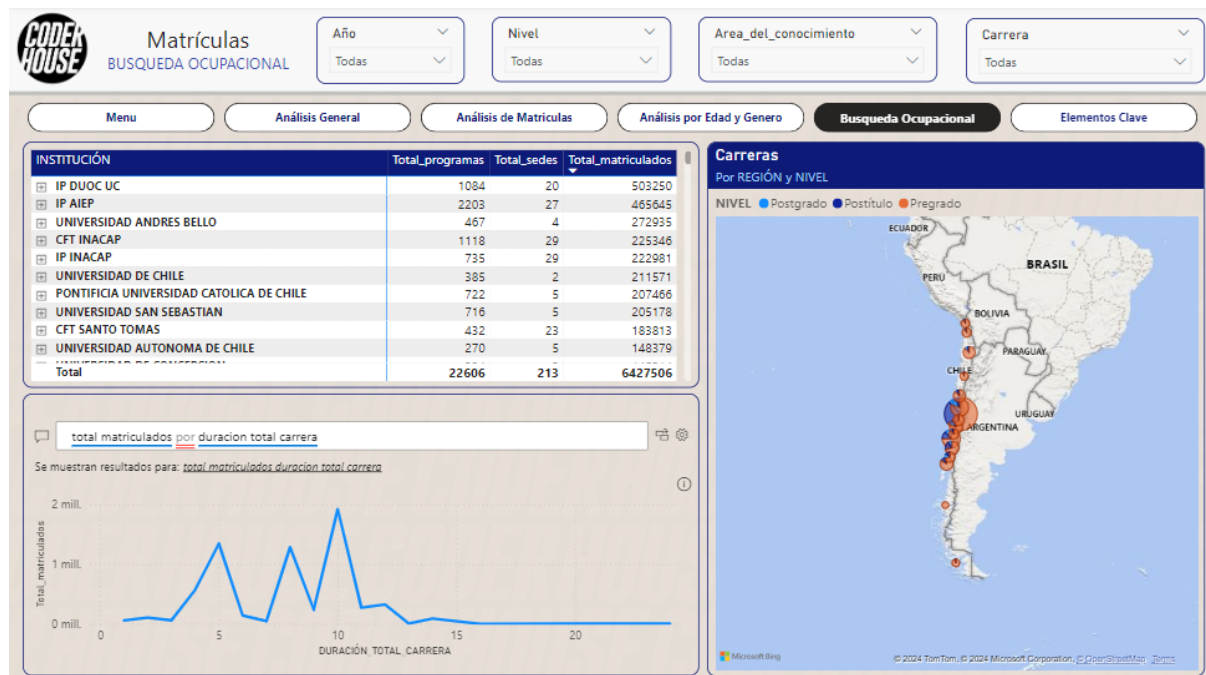 CODER HOUSE
Matrículas
BUSQUEDA OCUPACIONAL
Año
Todas
Nivel
Todas
Area_del_conocimiento
Todas
Carrera
Todas
Menu
Análisis General
Análisis de Matriculas
Análisis por Edad y Genero
Busqueda Ocupacional
Elementos Clave
INSTITUCIÓN Total_programas Total_sedes Total_matriculados
IP DUOC UC 1084 20 503250
IP AIEP 2203 27 465645
UNIVERSIDAD ANDRES BELLO 467 4 272935
CFT INACAP 1118 29 225346
IP INACAP 735 29 222981
UNIVERSIDAD DE CHILE 385 2 211571
PONTIFICIA UNIVERSIDAD CATOLICA DE CHILE 722 5 207466
UNIVERSIDAD SAN SEBASTIAN 716 5 205178
CFT SANTO TOMAS 432 23 183813
UNIVERSIDAD AUTONOMA DE CHILE 270 5 148379
Total 22606 213 6427506
total matriculados por duracion total carrera
Se muestran resultados para: total matriculados duracion total carrera
Total_matriculados
2 mill.
1 mill.
0 mill.
0 5 10 15 20
DURACIÓN_TOTAL_CARRERA
Carreras
Por REGIÓN y NIVEL
NIVEL Postgrado Postítulo Pregrado
ECUADOR
BRASIL
PERÚ
BOLIVIA
PARAGUAY
CHILE
URUGUAY
ARGENTINA
Microsoft Bing
© 2024 TomTom, © 2024 Microsoft Corporation, © OpenStreetMap Terms